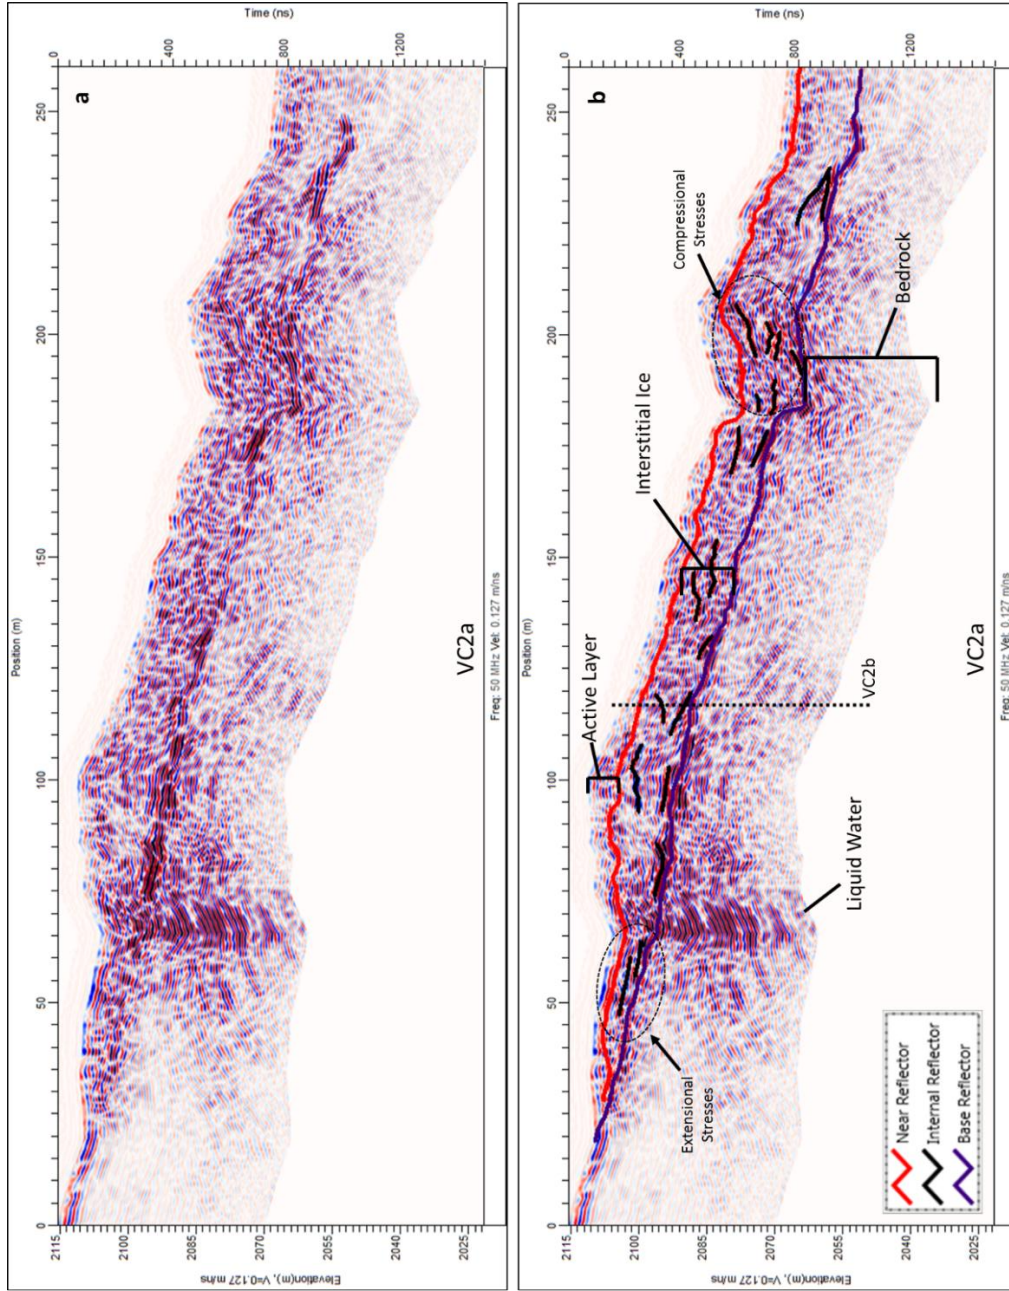 Position (m)
0 50 100 150 200 250
Elevation(m), V=0.127 m/ns
2115
2100
2085
2070
2055
2040
2025
Time (ns)
0
400
800
1200
a
VC2a
Freq: 50 MHz Vel: 0.127 m/ns
Position (m)
0 50 100 150 200 250
Elevation(m), V=0.127 m/ns
2115
2100
2085
2070
2055
2040
2025
Time (ns)
0
400
800
1200
b
Active Layer
Interstitial Ice
Compressional
Stresses
Extensional
Stresses
Liquid Water
VC2b
Bedrock
Near Reflector
Internal Reflector
Base Reflector
VC2a
Freq: 50 MHz Vel: 0.127 m/ns